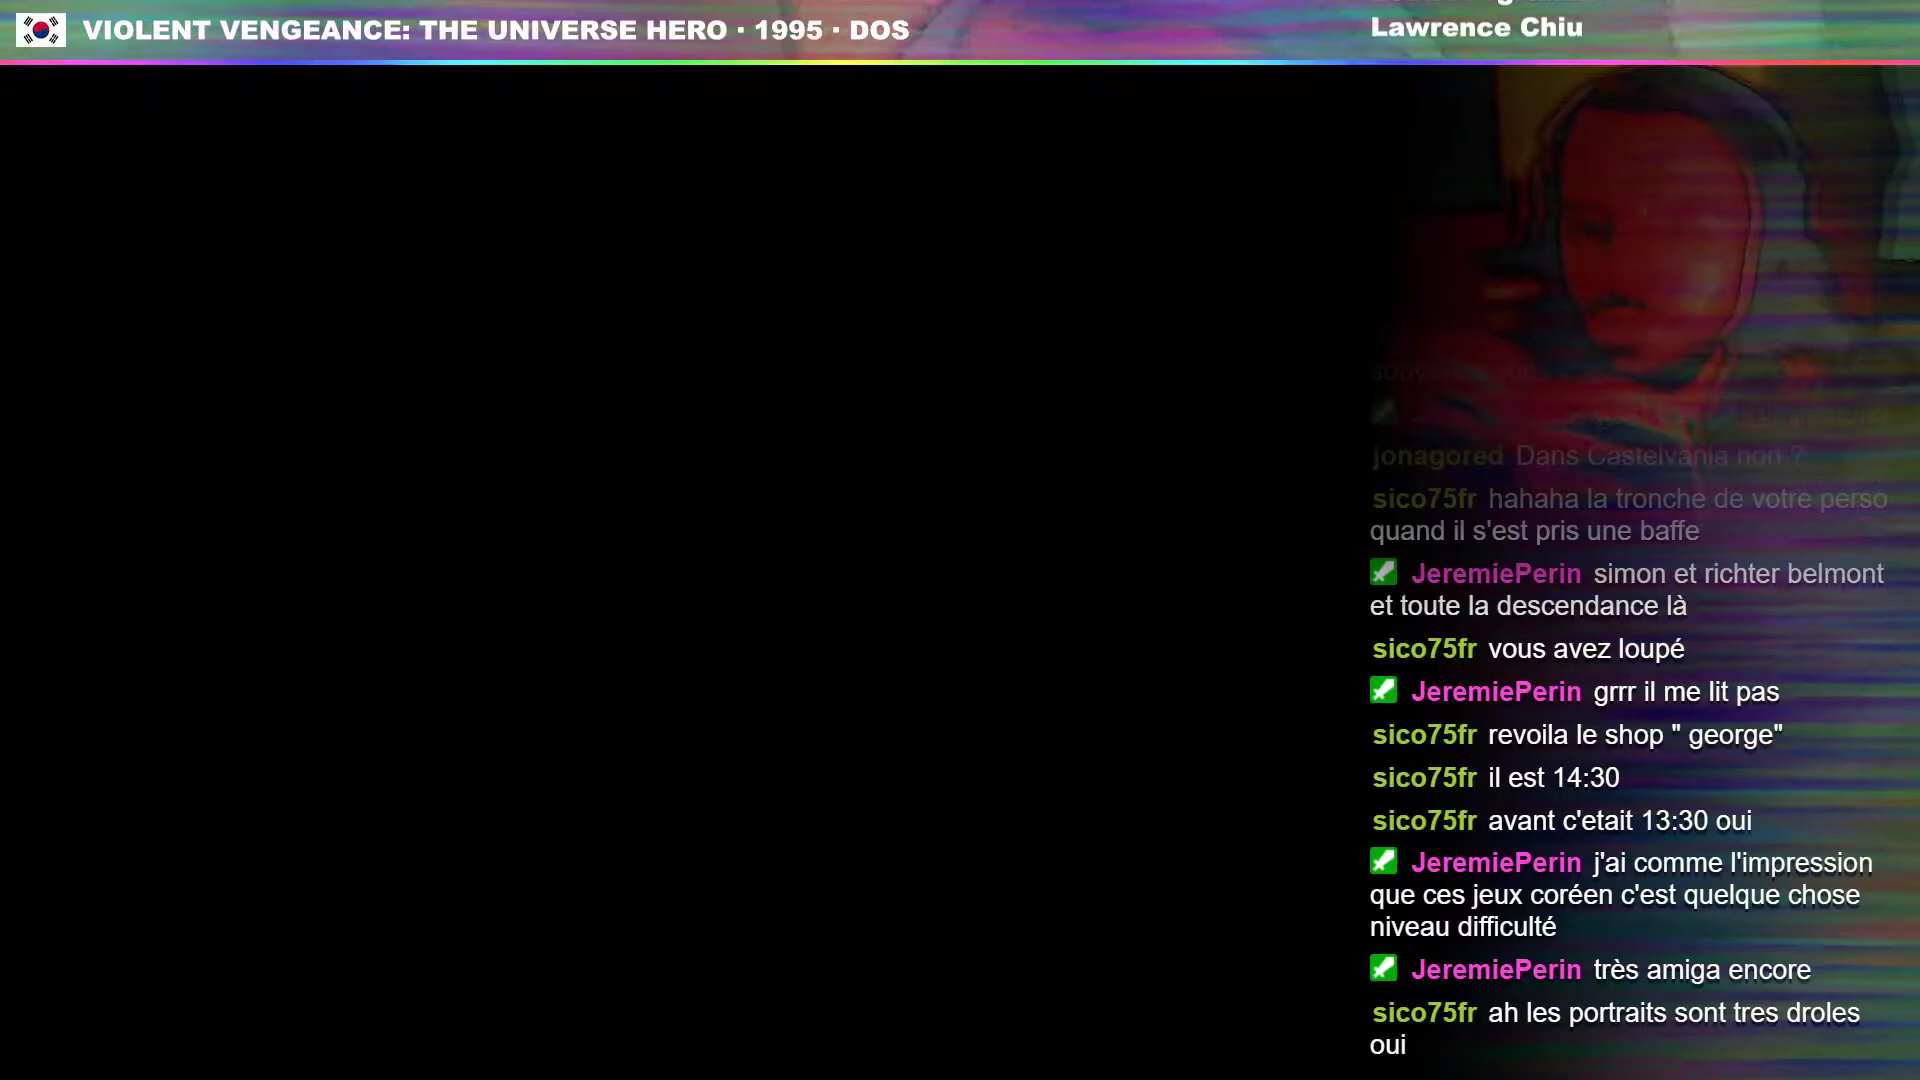 VIOLENT VENGEANCE: THE UNIVERSE HERO · 1995 · DOS
Lawrence Chiu
jonagored Dans Castelvania non ?
sico75fr hahaha la tronche de votre perso
quand il s'est pris une baffe
JeremiePerin simon et richter belmont
et toute la descendance là
sico75fr vous avez loupé
JeremiePerin grrr il me lit pas
sico75fr revoila le shop " george"
sico75fr il est 14:30
sico75fr avant c'etait 13:30 oui
JeremiePerin j'ai comme l'impression
que ces jeux coréen c'est quelque chose
niveau difficulté
JeremiePerin très amiga encore
sico75fr ah les portraits sont tres droles
oui